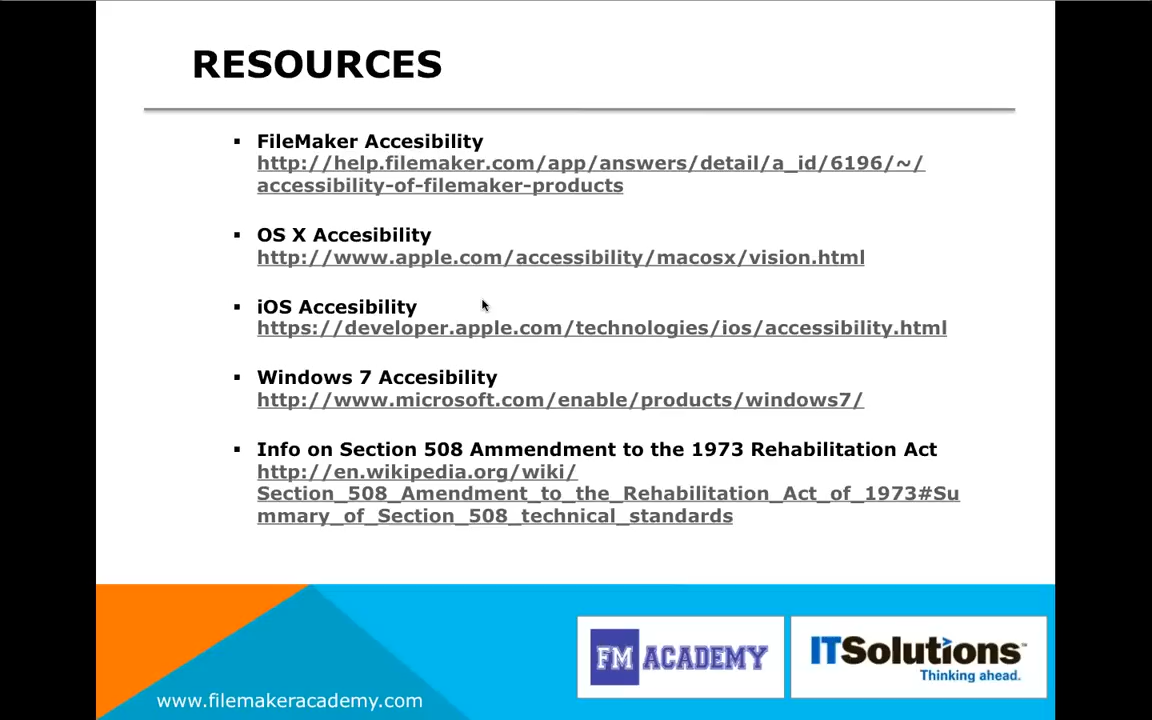 RESOURCES
▪ FileMaker Accesibility
http://help.filemaker.com/app/answers/detail/a_id/6196/~/
accessibility-of-filemaker-products
▪ OS X Accesibility
http://www.apple.com/accessibility/macosx/vision.html
▪ iOS Accesibility
https://developer.apple.com/technologies/ios/accessibility.html
▪ Windows 7 Accesibility
http://www.microsoft.com/enable/products/windows7/
▪ Info on Section 508 Ammendment to the 1973 Rehabilitation Act
http://en.wikipedia.org/wiki/
Section_508_Amendment_to_the_Rehabilitation_Act_of_1973#Su
mmary_of_Section_508_technical_standards
FM ACADEMY
ITSolutions™
Thinking ahead.
www.filemakeracademy.com